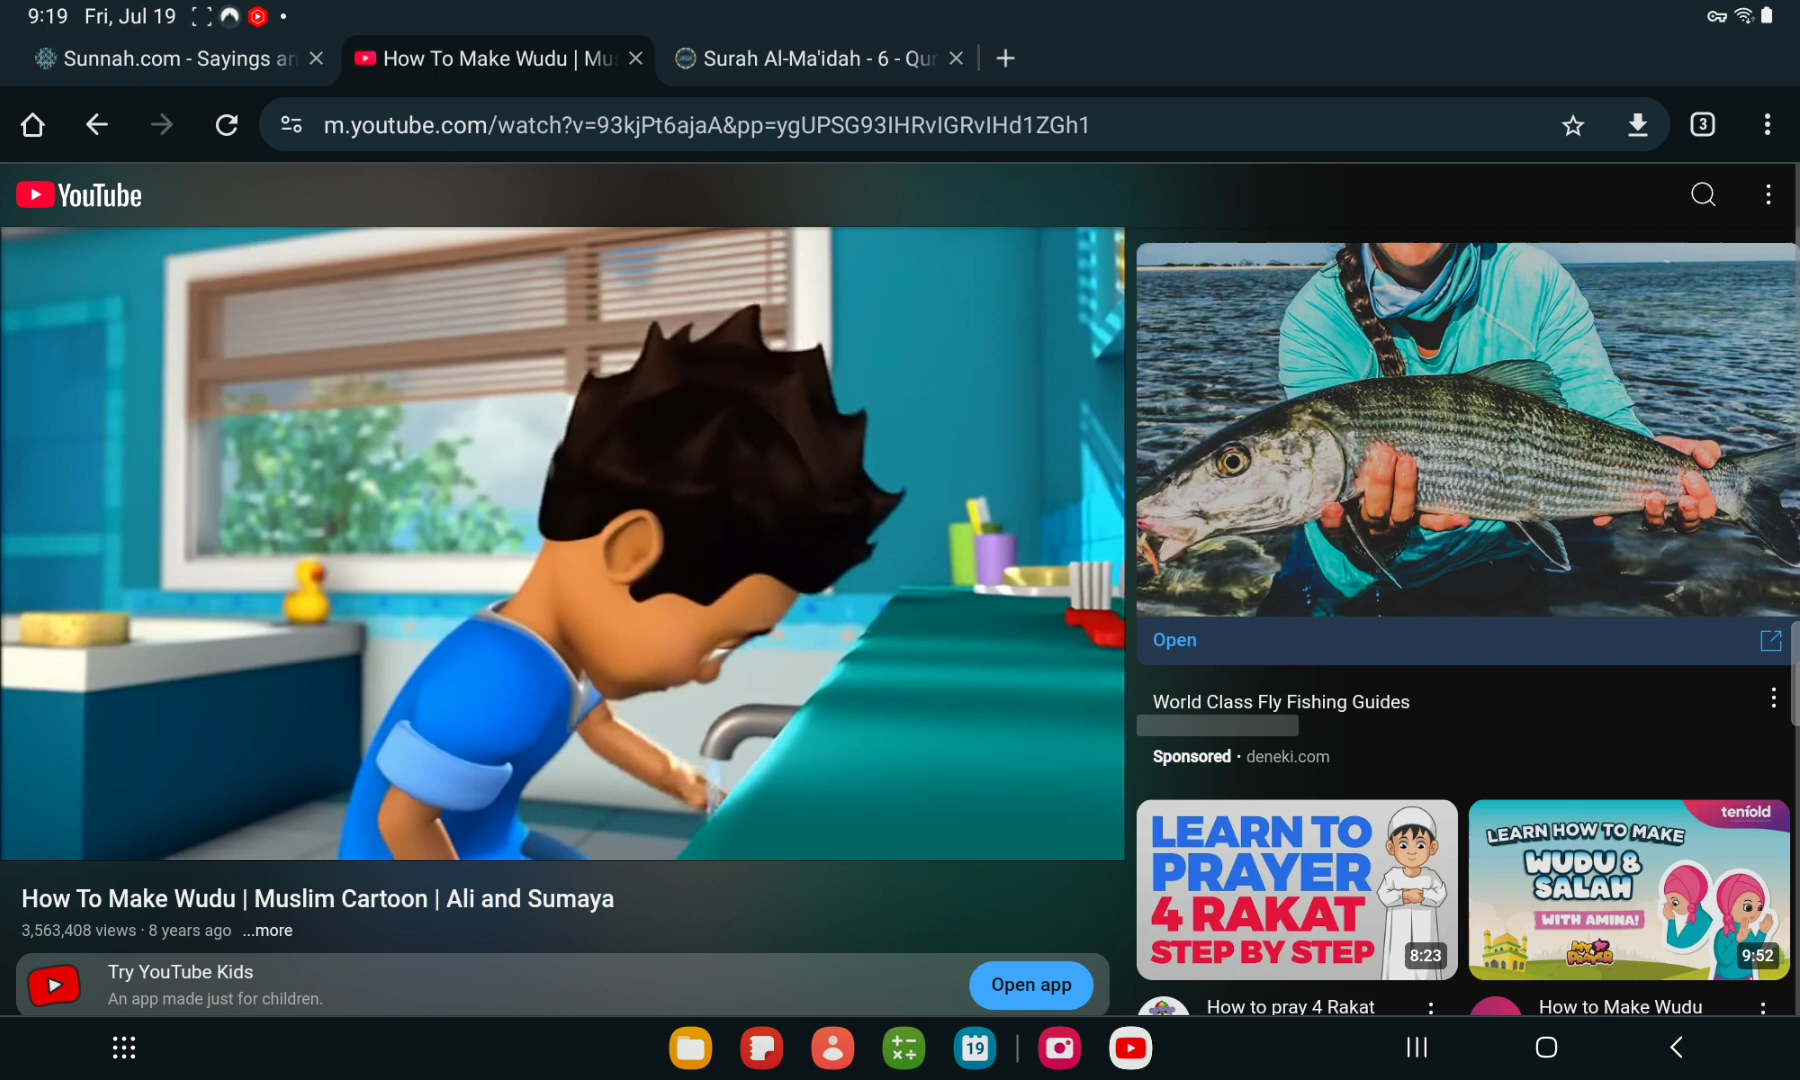 9:19 Fri, Jul 19
Sunnah.com - Sayings an
How To Make Wudu | Mu
Surah Al-Ma'idah - 6 - Qur
m.youtube.com/watch?v=93kjPt6ajaA&pp=ygUPSG93IHRvIGRvIHd1ZGh1
3
YouTube
Open
World Class Fly Fishing Guides
Sponsored · deneki.com
LEARN TO
PRAYER
4 RAKAT
STEP BY STEP
8:23
tenfold
LEARN HOW TO MAKE
WUDU &
SALAH
WITH AMINA!
MY
PRAYER
9:52
How To Make Wudu | Muslim Cartoon | Ali and Sumaya
3,563,408 views · 8 years ago ...more
Try YouTube Kids
An app made just for children.
Open app
How to pray 4 Rakat
How to Make Wudu
19